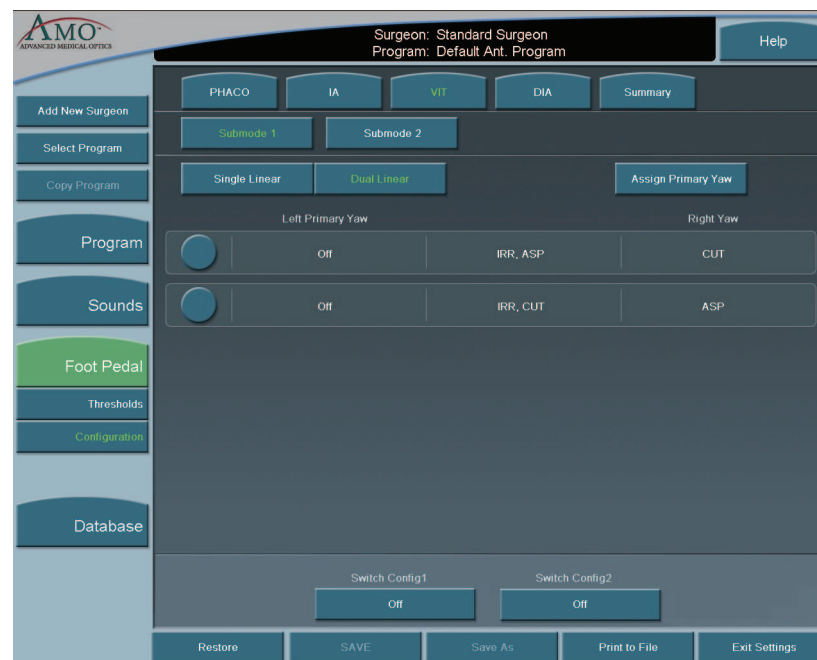 AMO
ADVANCED MEDICAL OPTICS
Surgeon: Standard Surgeon
Program: Default Ant. Program
Help
PHACO IA VIT DIA Summary
Add New Surgeon
Submode 1 Submode 2
Select Program
Single Linear Dual Linear Assign Primary Yaw
Copy Program
Left Primary Yaw Right Yaw
Program
Off IRR, ASP CUT
Sounds
Off IRR, CUT ASP
Foot Pedal
Thresholds
Configuration
Database
Switch Config1 Switch Config2
Off Off
Restore SAVE Save As Print to File Exit Settings